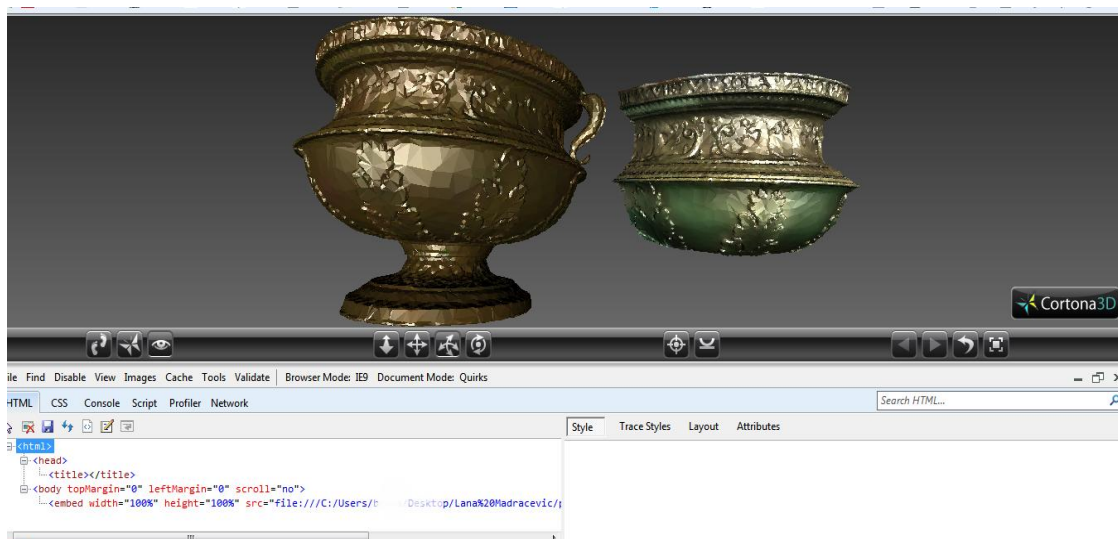 Cortona3D
ile Find Disable View Images Cache Tools Validate Browser Mode: IE9 Document Mode: Quirks
HTML CSS Console Script Profiler Network Search HTML...
Style Trace Styles Layout Attributes
<html>
<head>
<title></title>
<body topMargin="0" leftMargin="0" scroll="no">
<embed width="100%" height="100%" src="file:///C:/Users/t Desktop/Lana%20Madracevic/